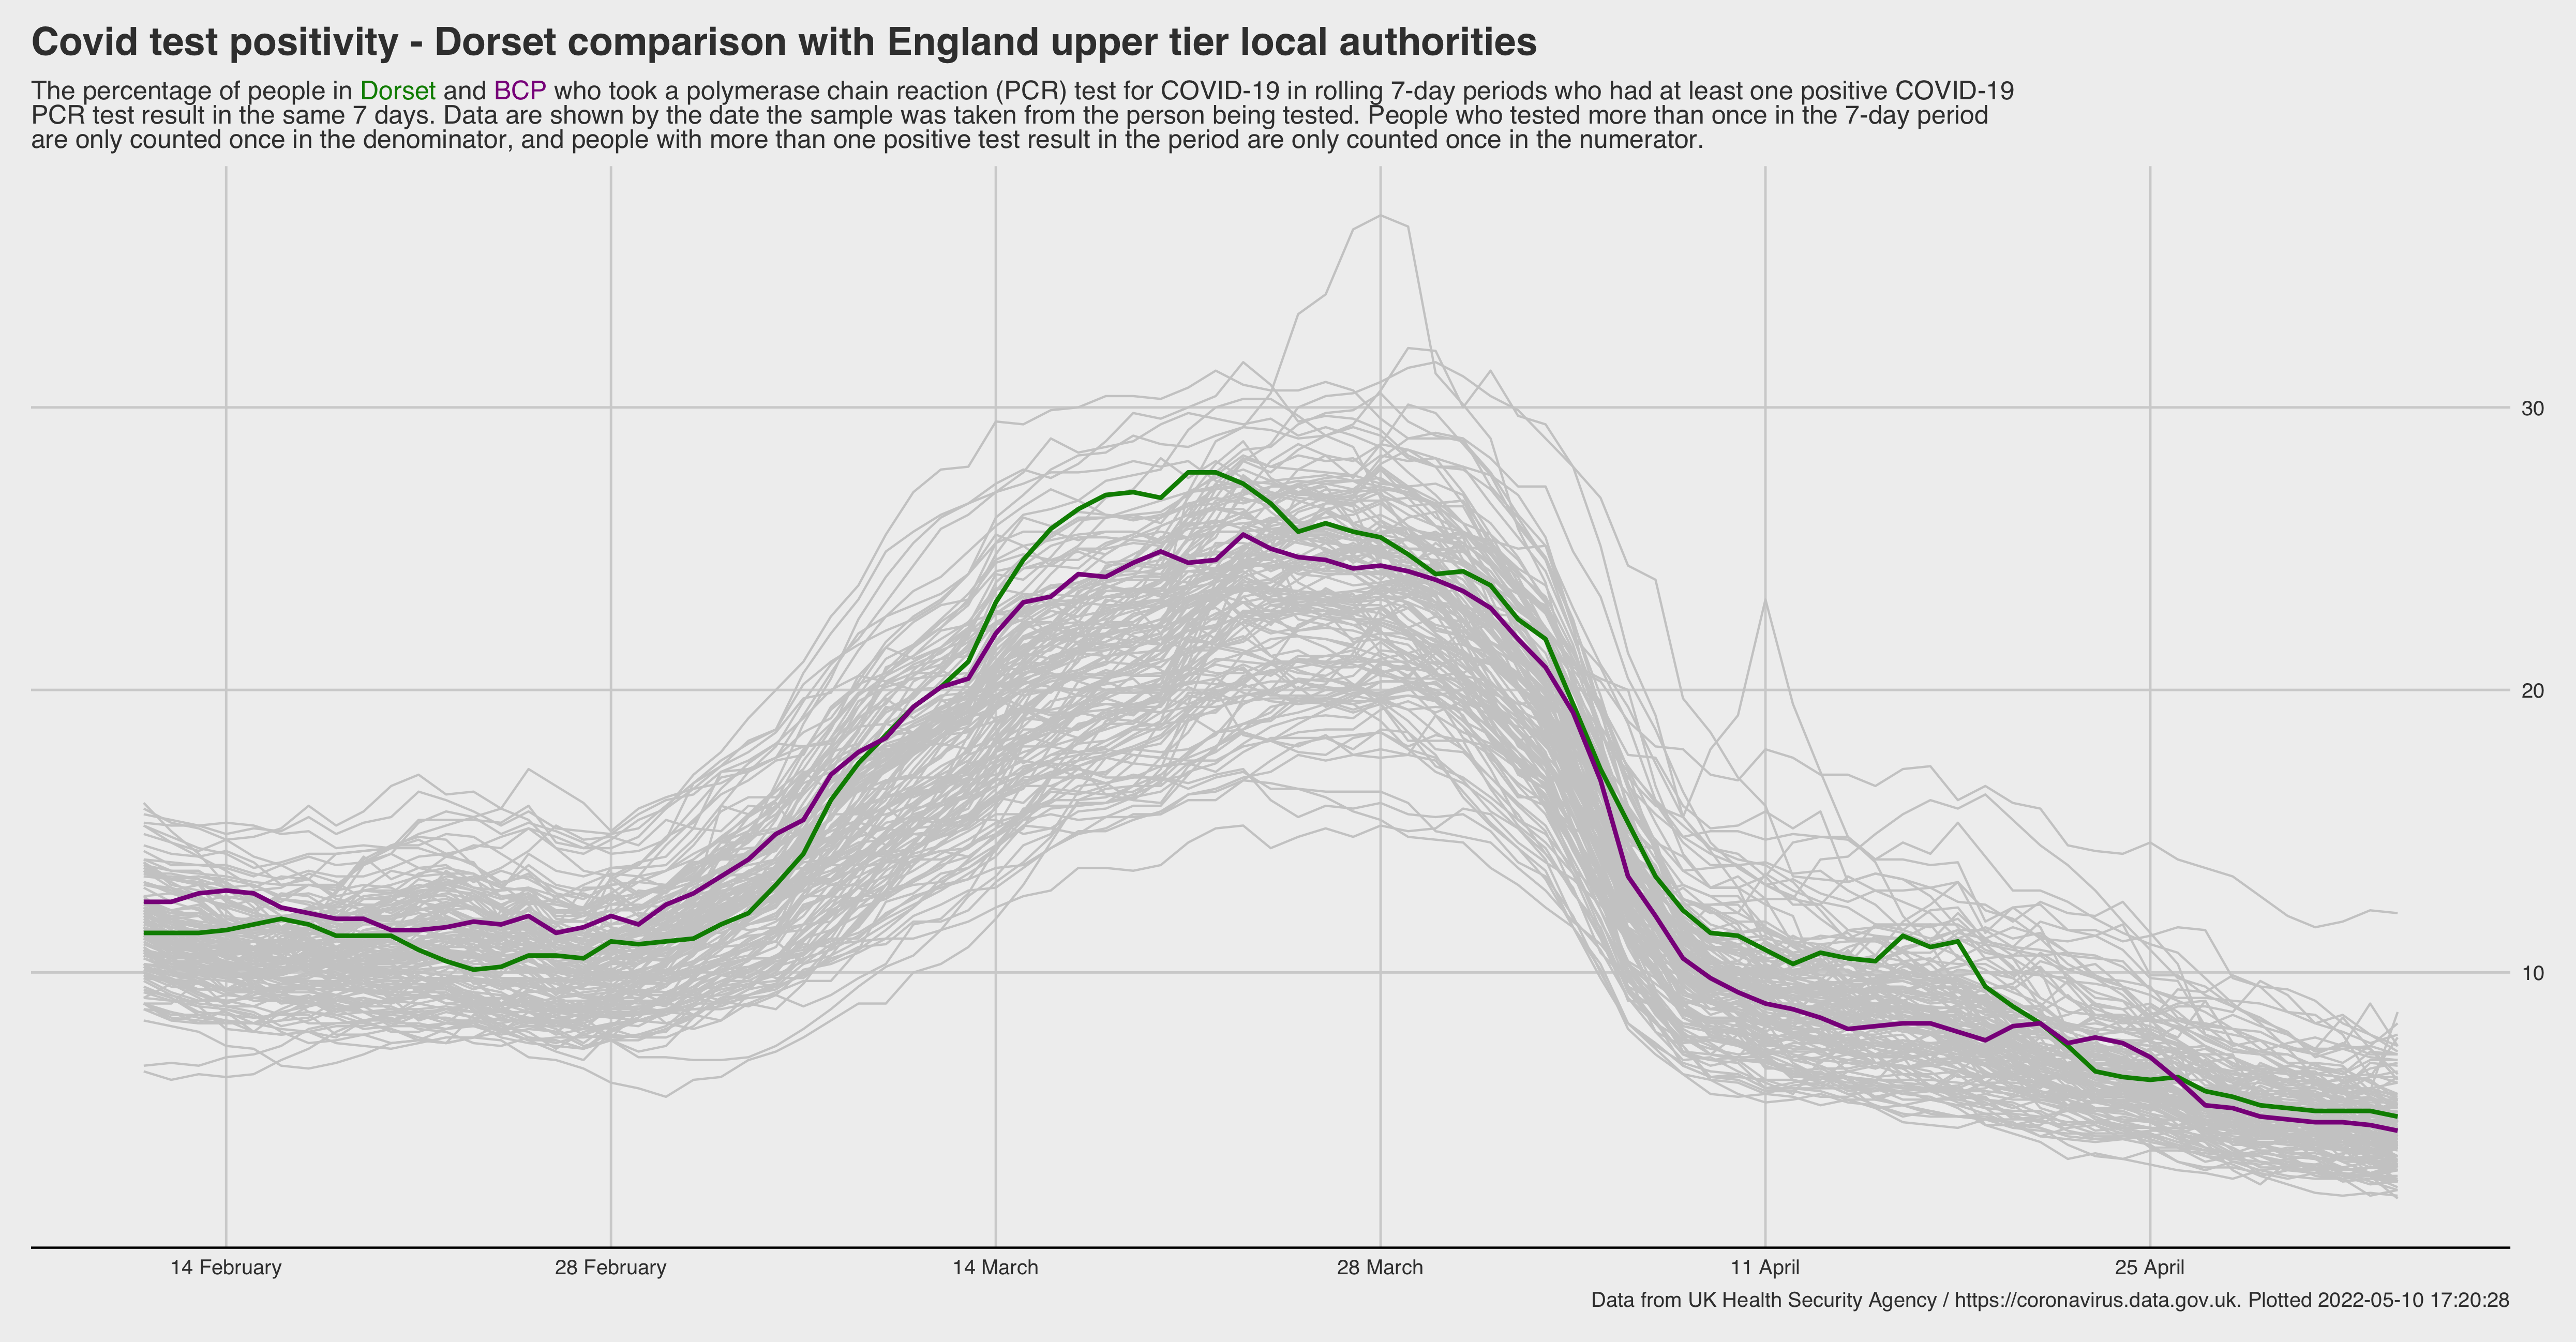 Covid test positivity - Dorset comparison with England upper tier local authorities
The percentage of people in Dorset and BCP who took a polymerase chain reaction (PCR) test for COVID-19 in rolling 7-day periods who had at least one positive COVID-19
PCR test result in the same 7 days. Data are shown by the date the sample was taken from the person being tested. People who tested more than once in the 7-day period
are only counted once in the denominator, and people with more than one positive test result in the period are only counted once in the numerator.
30
20
10
14 February
28 February
14 March
28 March
11 April
25 April
Data from UK Health Security Agency / https://coronavirus.data.gov.uk. Plotted 2022-05-10 17:20:28